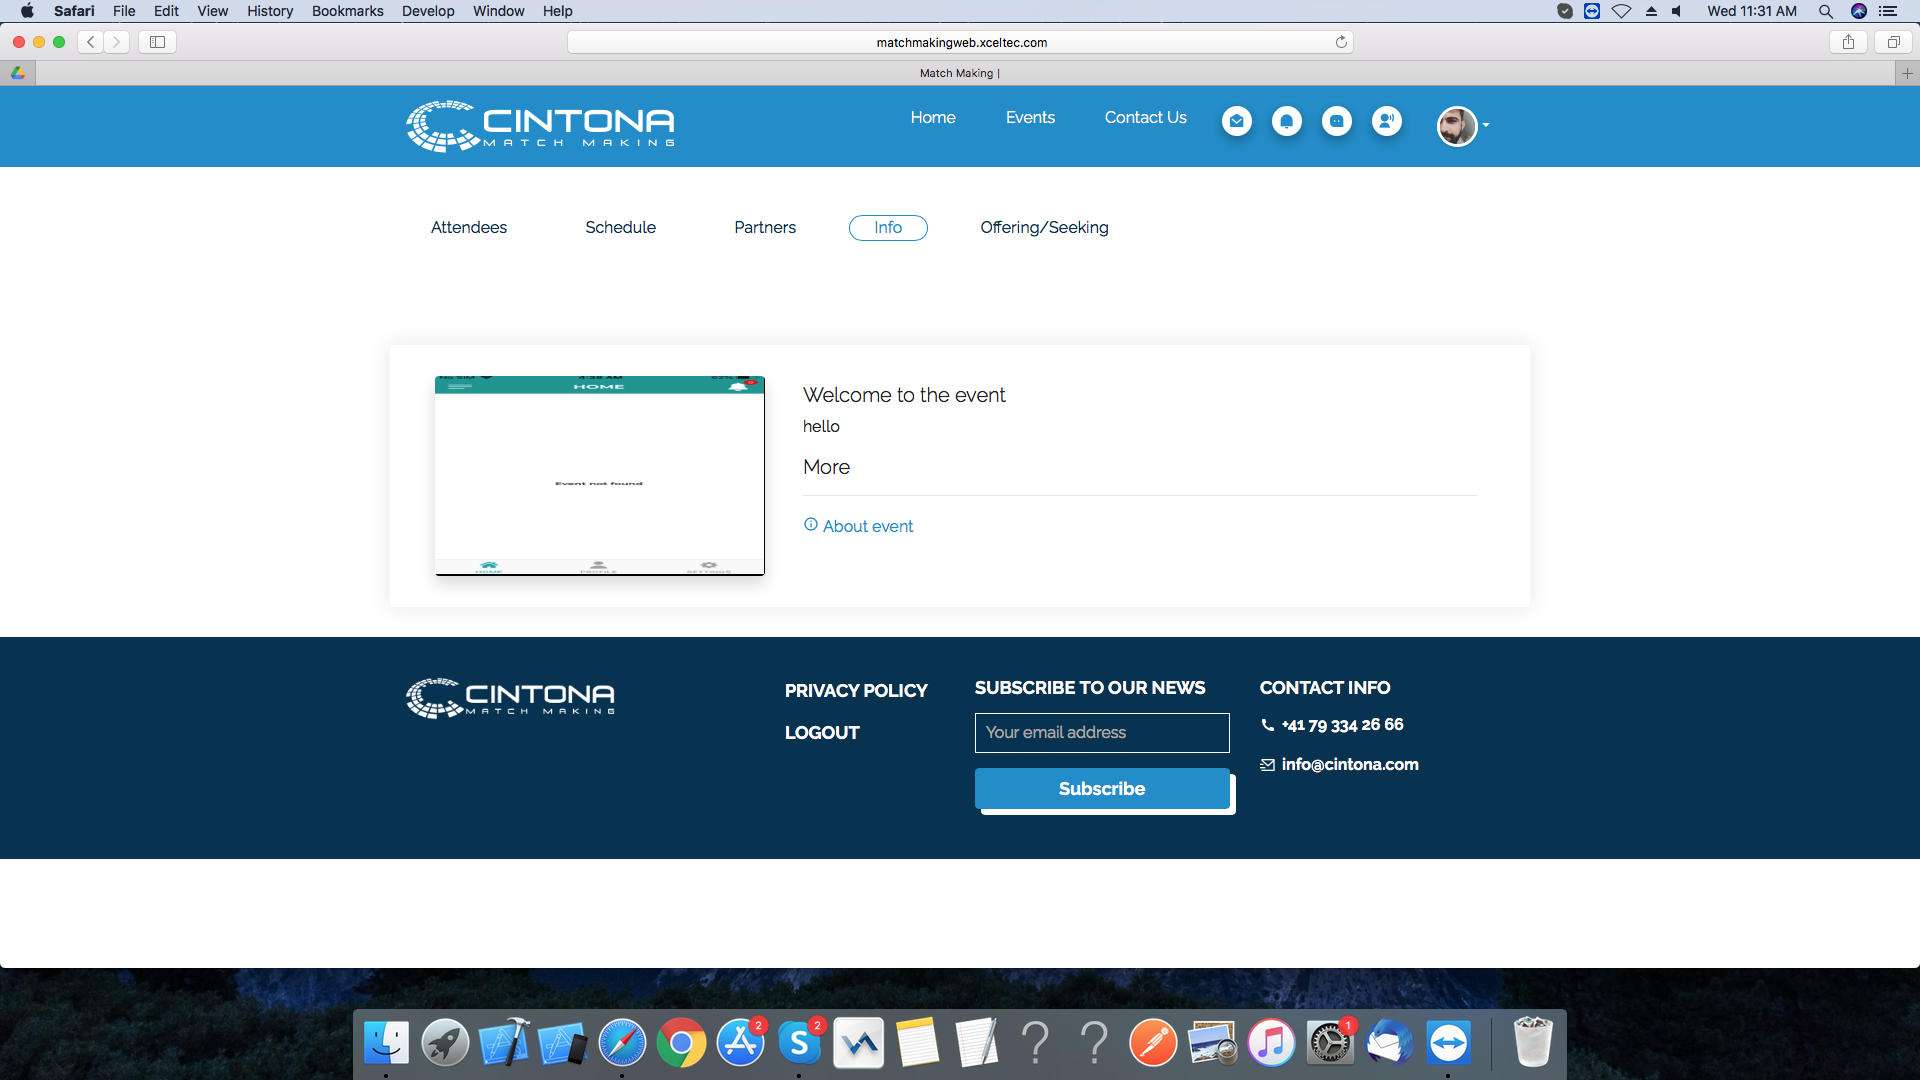 Safari File Edit View History Bookmarks Develop Window Help Wed 11:31 AM
matchmakingweb.xceltec.com
Match Making |
CINTONA
MATCH MAKING
Home Events Contact Us
Attendees Schedule Partners Info Offering/Seeking
HOME
Event not found
HOME PROFILE SETTINGS
Welcome to the event
hello
More
About event
CINTONA
MATCH MAKING
PRIVACY POLICY
LOGOUT
SUBSCRIBE TO OUR NEWS
Your email address
Subscribe
CONTACT INFO
+41 79 334 26 66
info@cintona.com
2 2 1